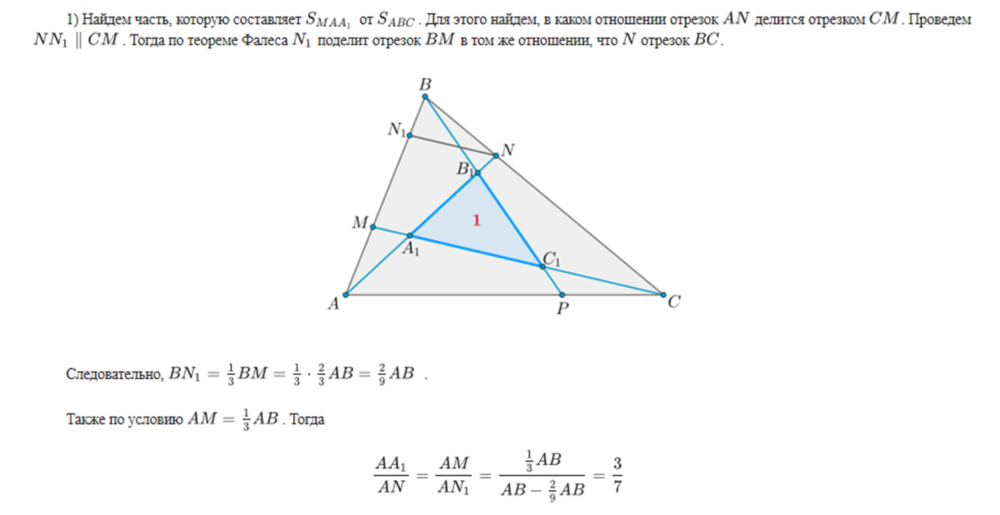 1) Найдем часть, которую составляет $S_{MAA_1}$ от $S_{ABC}$. Для этого найдем, в каком отношении отрезок $AN$ делится отрезком $CM$. Проведем
$NN_1 \parallel CM$ . Тогда по теореме Фалеса $N_1$ поделит отрезок $BM$ в том же отношении, что $N$ отрезок $BC$.
B
N₁
N
B₁
1
M
A₁
C₁
A
P
C
Следовательно, $BN_1 = \frac{1}{3}BM = \frac{1}{3} \cdot \frac{2}{3}AB = \frac{2}{9}AB$ .
Также по условию $AM = \frac{1}{3}AB$. Тогда
$\frac{AA_1}{AN} = \frac{AM}{AN_1} = \frac{\frac{1}{3}AB}{AB - \frac{2}{9}AB} = \frac{3}{7}$